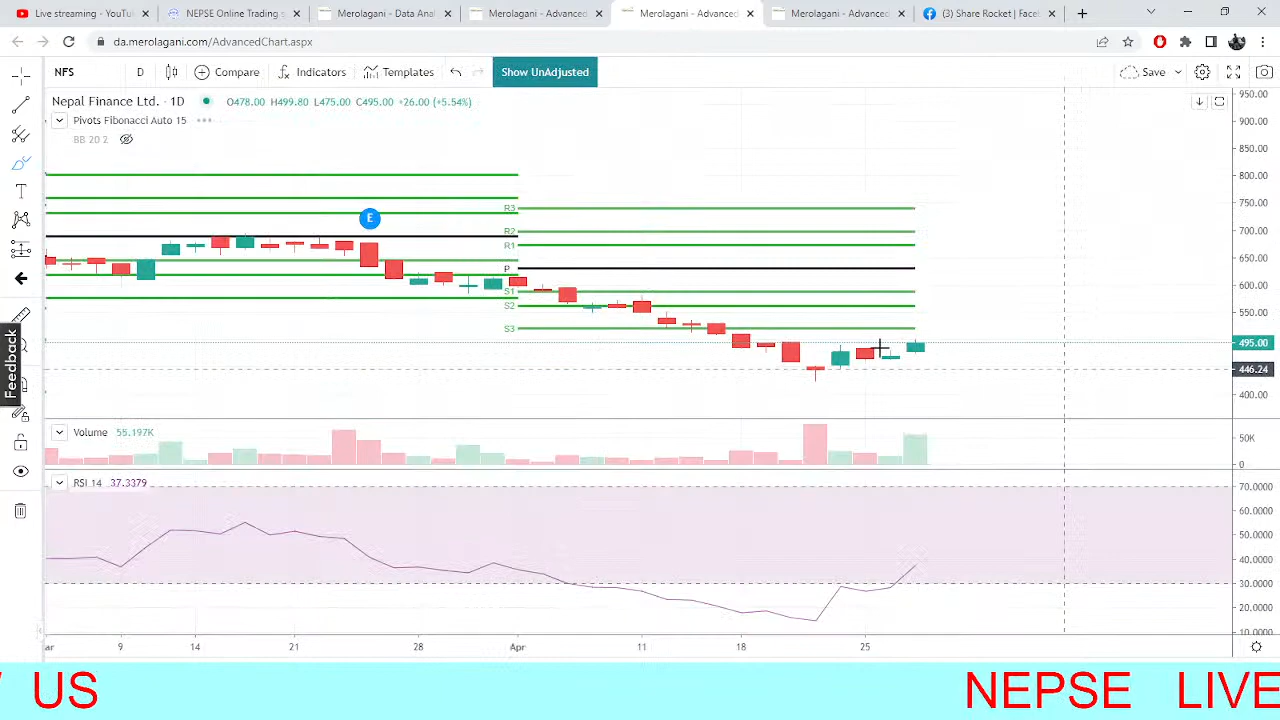 Live streaming - YouTu
NEPSE Online Trading s
Merolagani - Data Anal
Merolagani - Advanced
Merolagani - Advanced
Merolagani - Advanced
(3) Share Rocket | Face
da.merolagani.com/AdvancedChart.aspx
NFS
D
Compare
Indicators
Templates
Show UnAdjusted
Save
Nepal Finance Ltd. · 1D
O478.00 H499.80 L475.00 C495.00 +26.00 (+5.54%)
Pivots Fibonacci Auto 15
BB 20 2
E
R3
R2
R1
P
S1
S2
S3
950.00
900.00
850.00
800.00
750.00
700.00
650.00
600.00
550.00
495.00
446.24
400.00
Feedback
Volume 55.197K
50K
0
RSI 14 37.3379
70.0000
60.0000
50.0000
40.0000
30.0000
20.0000
10.0000
9
14
21
28
Apr
11
18
25
US
NEPSE LIVE